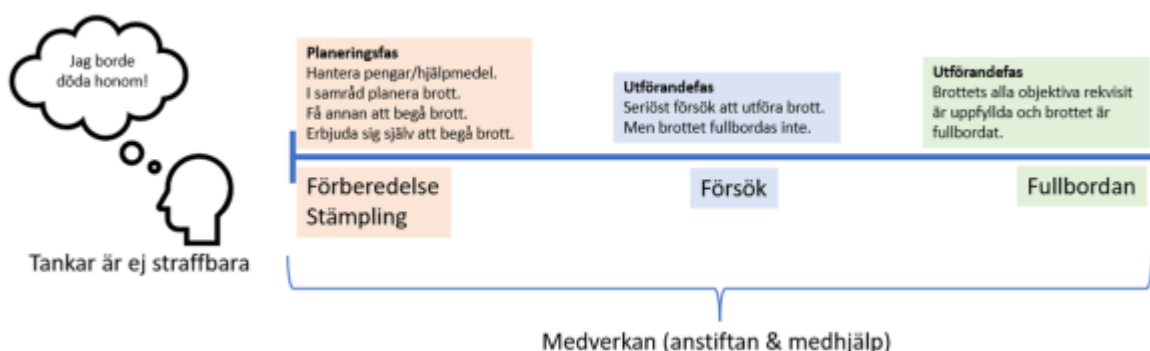 Jag borde
döda honom!
Tankar är ej straffbara
Planeringsfas
Hantera pengar/hjälpmedel.
I samråd planera brott.
Få annan att begå brott.
Erbjuda sig själv att begå brott.
Förberedelse
Stämpling
Utförandefas
Seriöst försök att utföra brott.
Men brottet fullbordas inte.
Försök
Utförandefas
Brottets alla objektiva rekvisit
är uppfyllda och brottet är
fullbordat.
Fullbordan
Medverkan (anstiftan & medhjälp)